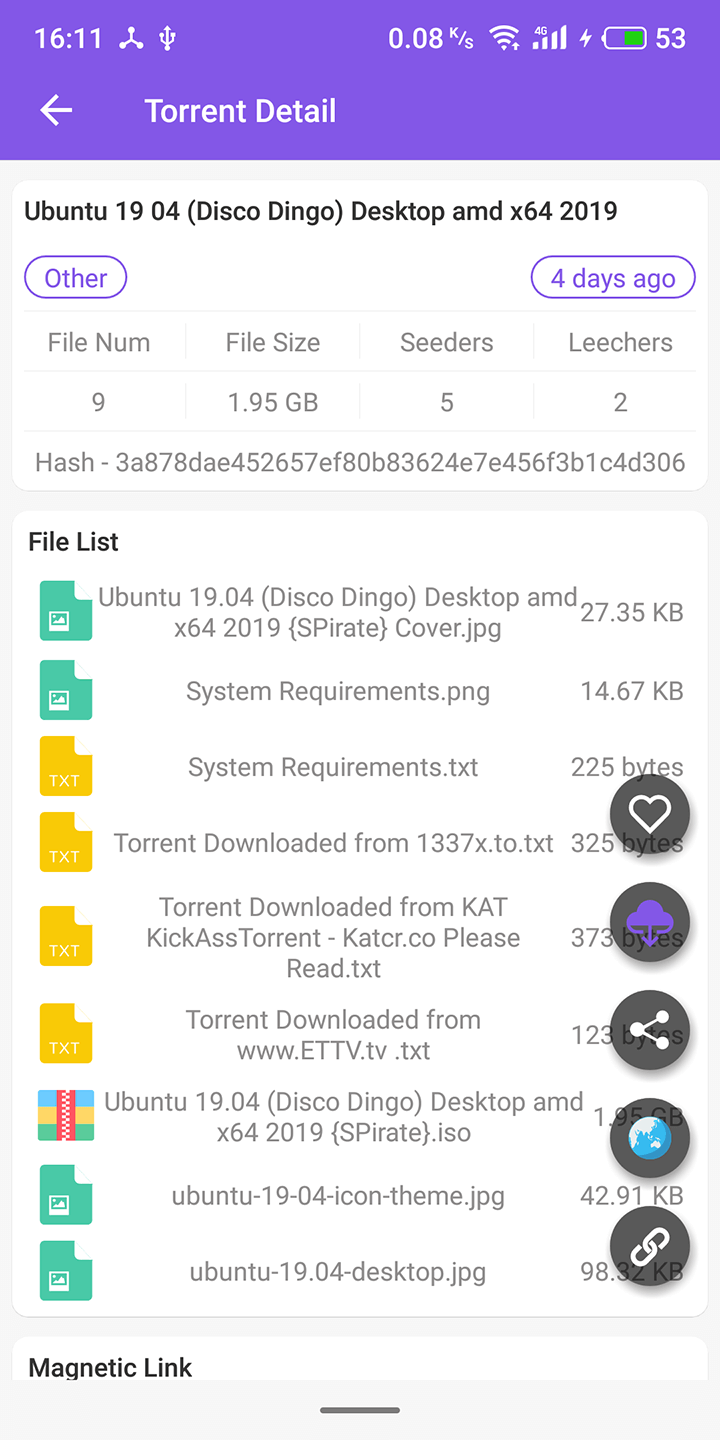 16:11 0.08 K/s 4G 53
Torrent Detail
Ubuntu 19 04 (Disco Dingo) Desktop amd x64 2019
Other 4 days ago
File Num File Size Seeders Leechers
9 1.95 GB 5 2
Hash - 3a878dae452657ef80b83624e7e456f3b1c4d306
File List
Ubuntu 19.04 (Disco Dingo) Desktop amd
x64 2019 {SPirate} Cover.jpg
27.35 KB
System Requirements.png 14.67 KB
TXT System Requirements.txt 225 bytes
TXT Torrent Downloaded from 1337x.to.txt 325 bytes
Torrent Downloaded from KAT
TXT KickAssTorrent - Katcr.co Please 373 bytes
Read.txt
Torrent Downloaded from
TXT www.ETTV.tv .txt 123 bytes
Ubuntu 19.04 (Disco Dingo) Desktop amd
x64 2019 {SPirate}.iso
1.95 GB
ubuntu-19-04-icon-theme.jpg 42.91 KB
ubuntu-19.04-desktop.jpg 98.32 KB
Magnetic Link